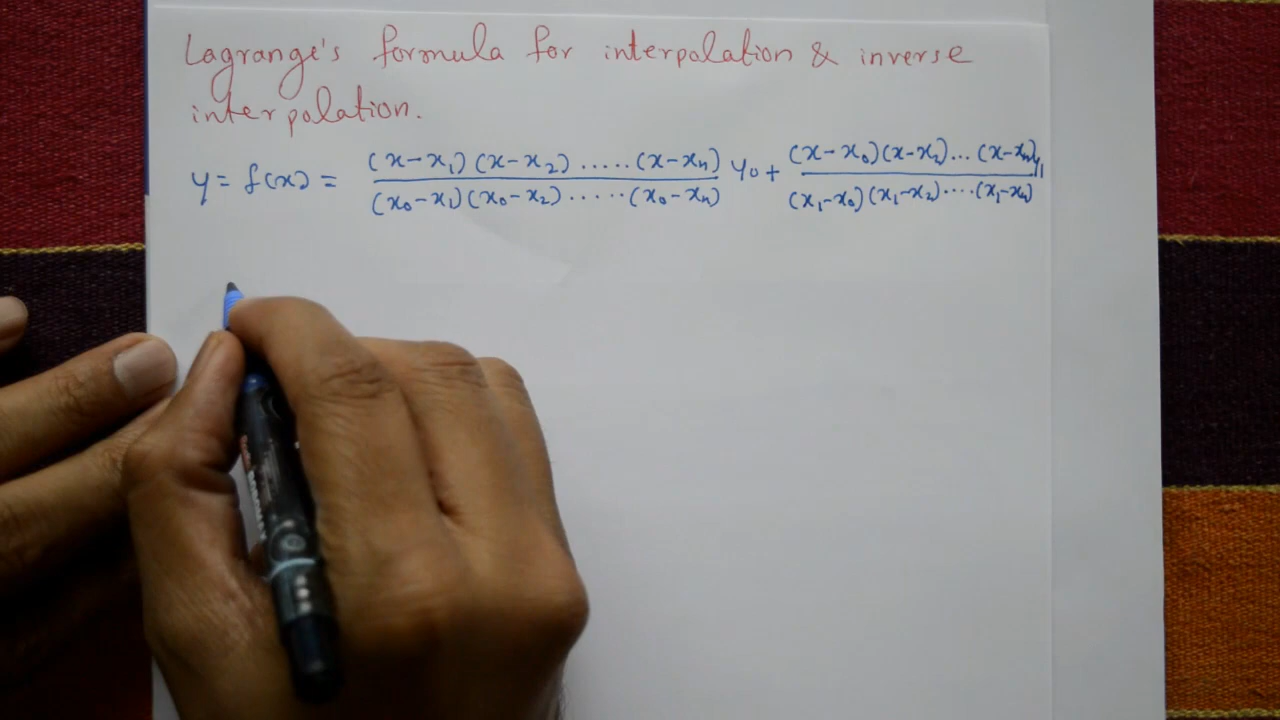 Lagrange's formula for interpolation & inverse
interpolation.
y = f(x) = (x-x₁)(x-x₂).....(x-xₙ) / (x₀-x₁)(x₀-x₂).....(x₀-xₙ) y₀ + (x-x₀)(x-x₂)...(x-xₙ) / (x₁-x₀)(x₁-x₂)....(x₁-xₙ) y₁